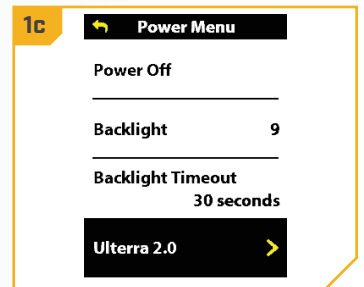 1c
Power Menu
Power Off
Backlight 9
Backlight Timeout
30 seconds
Ulterra 2.0